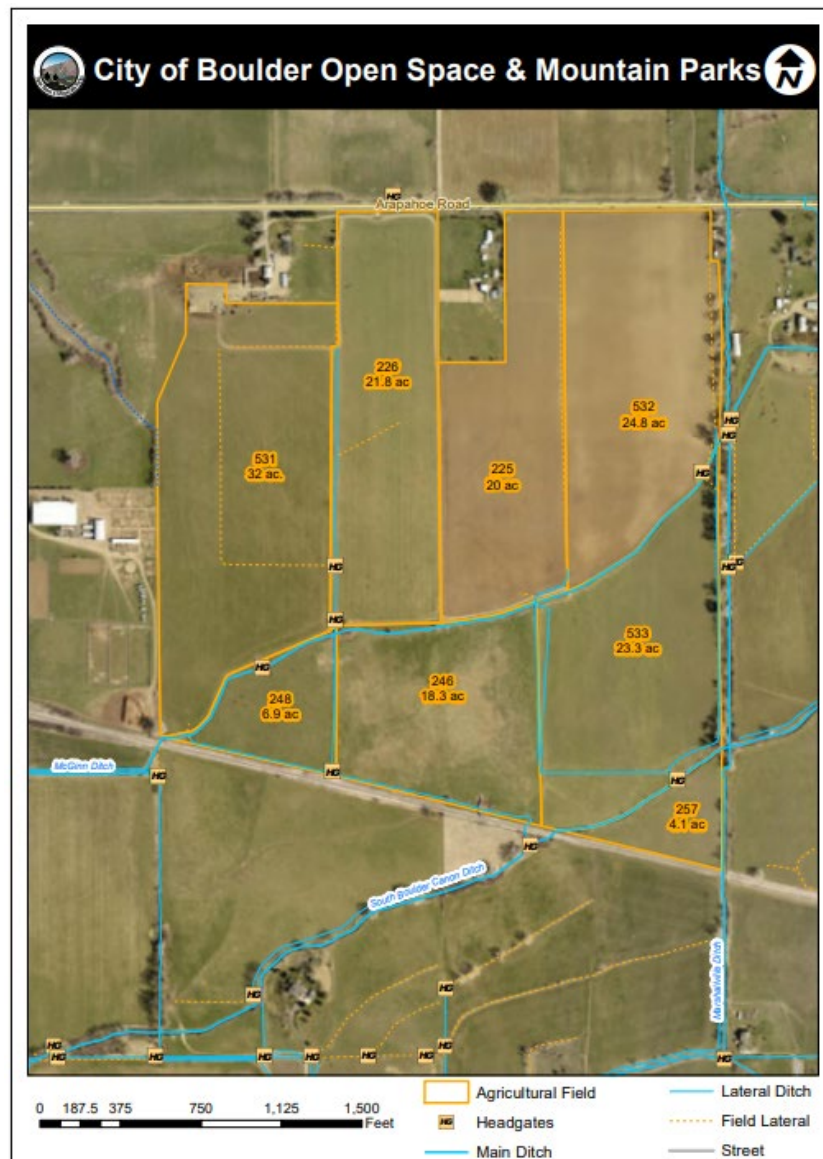 City of Boulder Open Space & Mountain Parks
N
HG
Arapahoe Road
226
21.8 ac
532
24.8 ac
HG
HG
531
32 ac.
225
20 ac
HG
HG
HG
HG
HG
533
23.3 ac
HG
246
18.3 ac
248
6.9 ac
McGinn Ditch
HG
HG
HG
257
4.1 ac
HG
South Boulder Canon Ditch
Marshallville Ditch
HG
HG
HG
HG
HG
HG
HG
HG
HG
HG
HG
0 187.5 375 750 1,125 1,500
Feet
Agricultural Field
HG Headgates
Main Ditch
Lateral Ditch
Field Lateral
Street